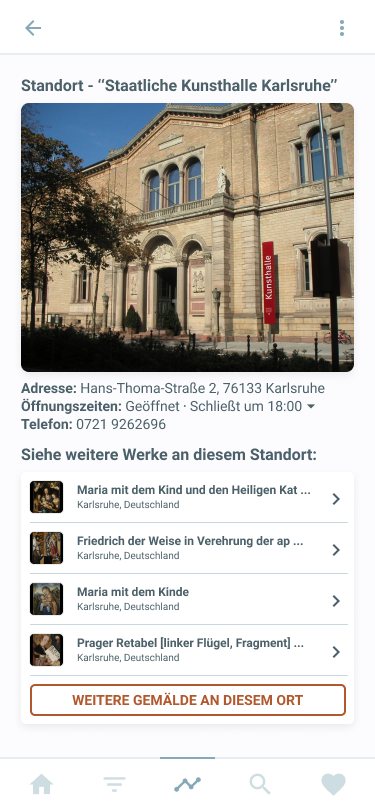 Standort - “Staatliche Kunsthalle Karlsruhe”
Kunsthalle
Adresse: Hans-Thoma-Straße 2, 76133 Karlsruhe
Öffnungszeiten: Geöffnet · Schließt um 18:00
Telefon: 0721 9262696
Siehe weitere Werke an diesem Standort:
Maria mit dem Kind und den Heiligen Kat ...
Karlsruhe, Deutschland
Friedrich der Weise in Verehrung der ap ...
Karlsruhe, Deutschland
Maria mit dem Kinde
Karlsruhe, Deutschland
Prager Retabel [linker Flügel, Fragment] ...
Karlsruhe, Deutschland
WEITERE GEMÄLDE AN DIESEM ORT